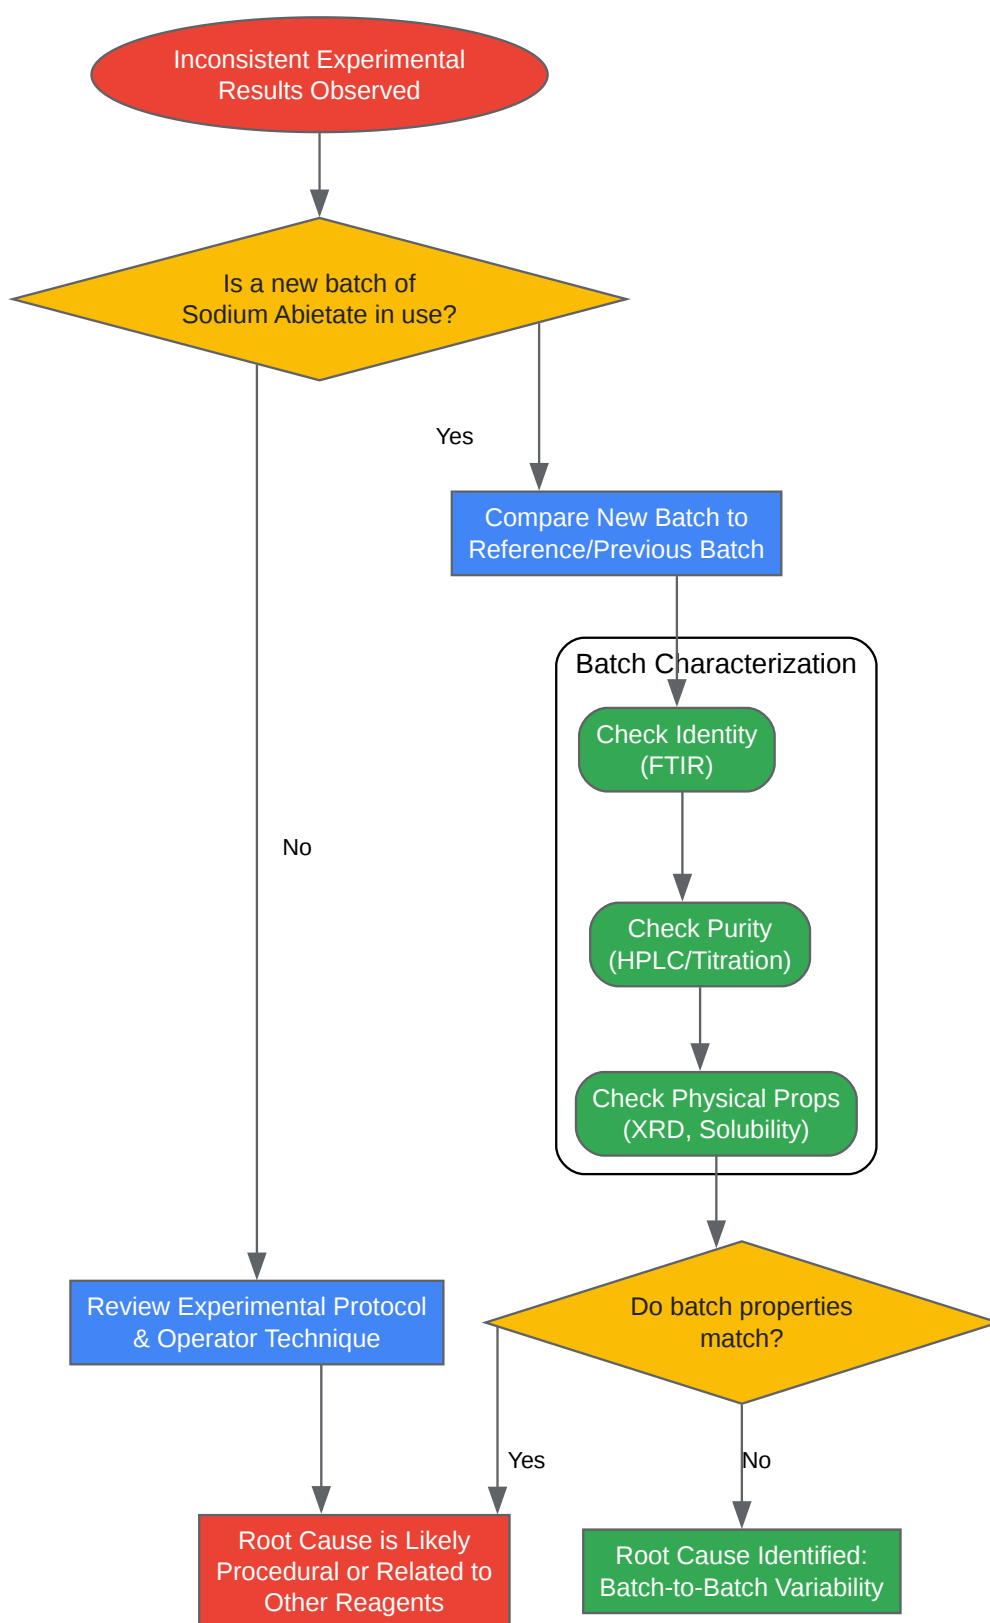 Inconsistent Experimental
Results Observed
Is a new batch of
Sodium Abietate in use?
Yes
Compare New Batch to
Reference/Previous Batch
Batch Characterization
Check Identity
(FTIR)
No
Check Purity
(HPLC/Titration)
Check Physical Props
(XRD, Solubility)
Review Experimental Protocol
& Operator Technique
Do batch properties
match?
Yes
No
Root Cause is Likely
Procedural or Related to
Other Reagents
Root Cause Identified:
Batch-to-Batch Variability